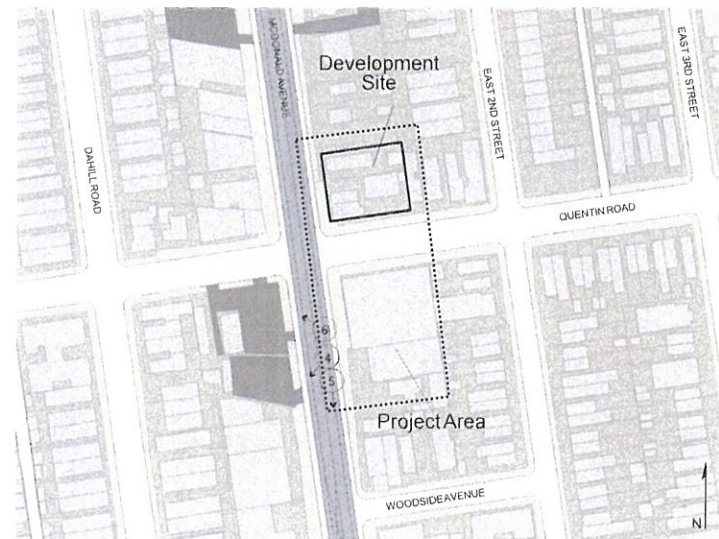 MCDONALD AVENUE
Development
Site
EAST 2ND STREET
EAST 3RD STREET
DAHILL ROAD
QUENTIN ROAD
6
4
5
Project Area
WOODSIDE AVENUE
N